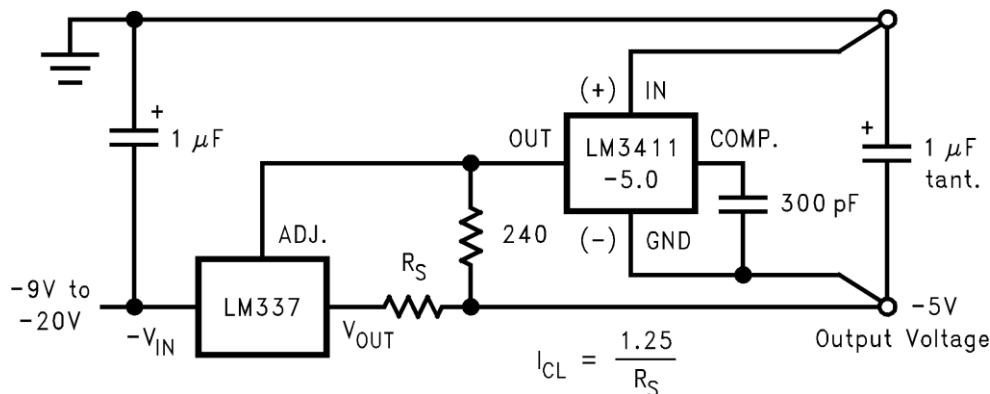 +
1 μF
(+)
IN
OUT
LM3411
-5.0
COMP.
+
1 μF
tant.
300 pF
(-)
GND
240
ADJ.
R_S
-9V to
-20V
-V_IN
LM337
V_OUT
-5V
Output Voltage
I_CL = 1.25
R_S